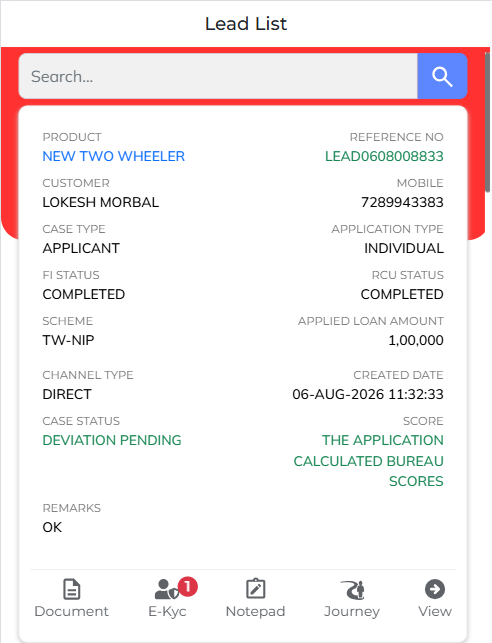 Lead List
Search...
PRODUCT REFERENCE NO
NEW TWO WHEELER LEAD0608008833
CUSTOMER MOBILE
LOKESH MORBAL 7289943383
CASE TYPE APPLICATION TYPE
APPLICANT INDIVIDUAL
FI STATUS RCU STATUS
COMPLETED COMPLETED
SCHEME APPLIED LOAN AMOUNT
TW-NIP 1,00,000
CHANNEL TYPE CREATED DATE
DIRECT 06-AUG-2026 11:32:33
CASE STATUS SCORE
DEVIATION PENDING THE APPLICATION
CALCULATED BUREAU
SCORES
REMARKS
OK
1
Document E-Kyc Notepad Journey View